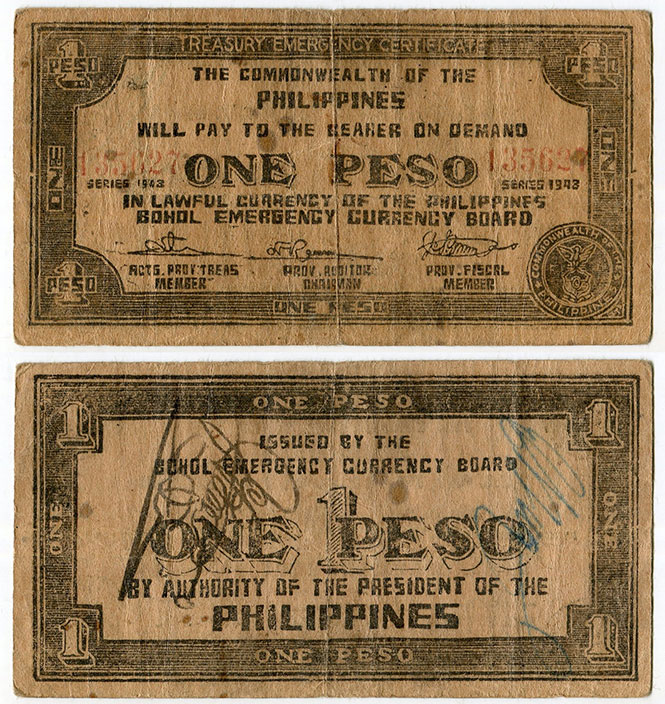 TREASURY EMERGENCY CERTIFICATE
1 PESO
1 PESO
THE COMMONWEALTH OF THE
PHILIPPINES
WILL PAY TO THE BEARER ON DEMAND
ONE
ONE PESO
ONE
SERIES 1943
SERIES 1943
IN LAWFUL CURRENCY OF THE PHILIPPINES
BOHOL EMERGENCY CURRENCY BOARD
ACTG. PROV. TREAS
PROV. AUDITOR
PROV. FISCAL
MEMBER
CHAIRMAN
MEMBER
1 PESO
COMMONWEALTH OF THE PHILIPPINES
ONE PESO
ONE PESO
1
1
ISSUED BY THE
BOHOL EMERGENCY CURRENCY BOARD
ONE
1
ONE PESO
ONE
BY AUTHORITY OF THE PRESIDENT OF THE
PHILIPPINES
1
1
ONE PESO